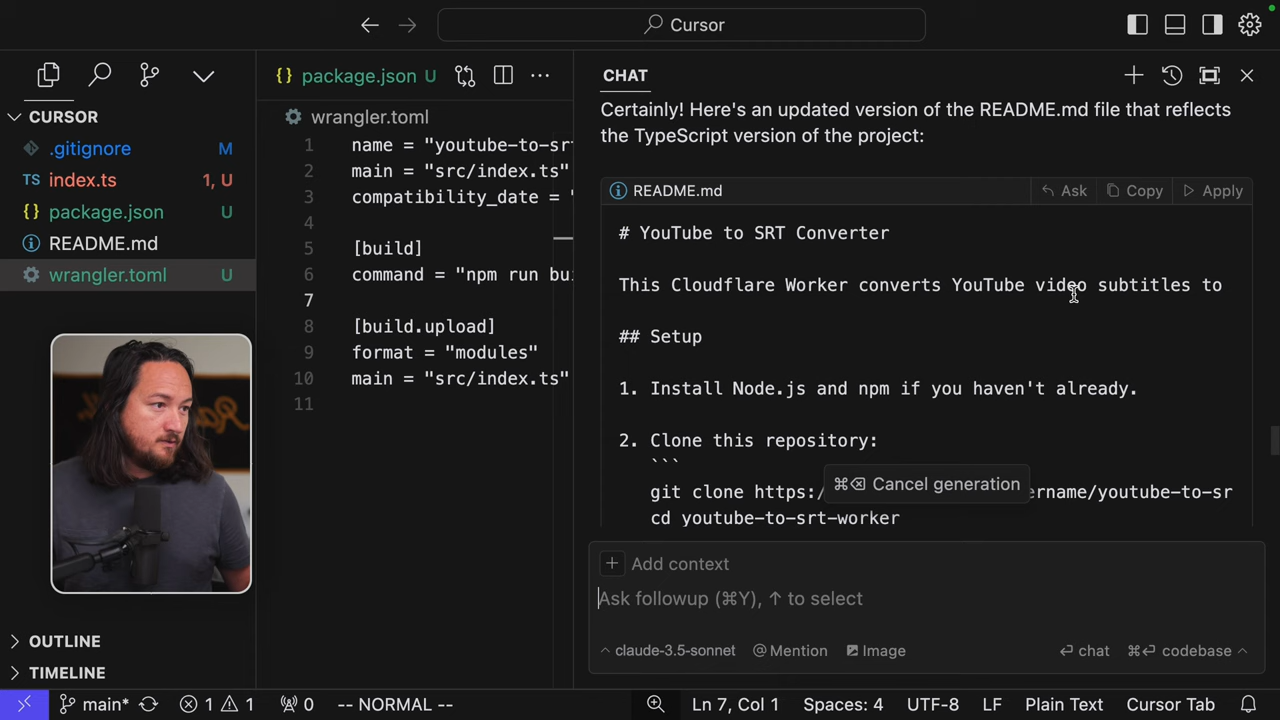 Cursor
CURSOR
.gitignore M
TS index.ts 1, U
{} package.json U
README.md
wrangler.toml U
OUTLINE
TIMELINE
{} package.json U
wrangler.toml
1 name = "youtube-to-sr
2 main = "src/index.ts"
3 compatibility_date = "
4
5 [build]
6 command = "npm run bu
7
8 [build.upload]
9 format = "modules"
10 main = "src/index.ts"
11
CHAT
Certainly! Here's an updated version of the README.md file that reflects
the TypeScript version of the project:
README.md Ask Copy Apply
# YouTube to SRT Converter
This Cloudflare Worker converts YouTube video subtitles to
## Setup
1. Install Node.js and npm if you haven't already.
2. Clone this repository:
```
git clone https:/ ername/youtube-to-sr
cd youtube-to-srt-worker
⌘⌫ Cancel generation
+ Add context
Ask followup (⌘Y), ↑ to select
claude-3.5-sonnet @ Mention Image ⏎ chat ⌘⏎ codebase
main* 1 1 0 -- NORMAL -- Ln 7, Col 1 Spaces: 4 UTF-8 LF Plain Text Cursor Tab